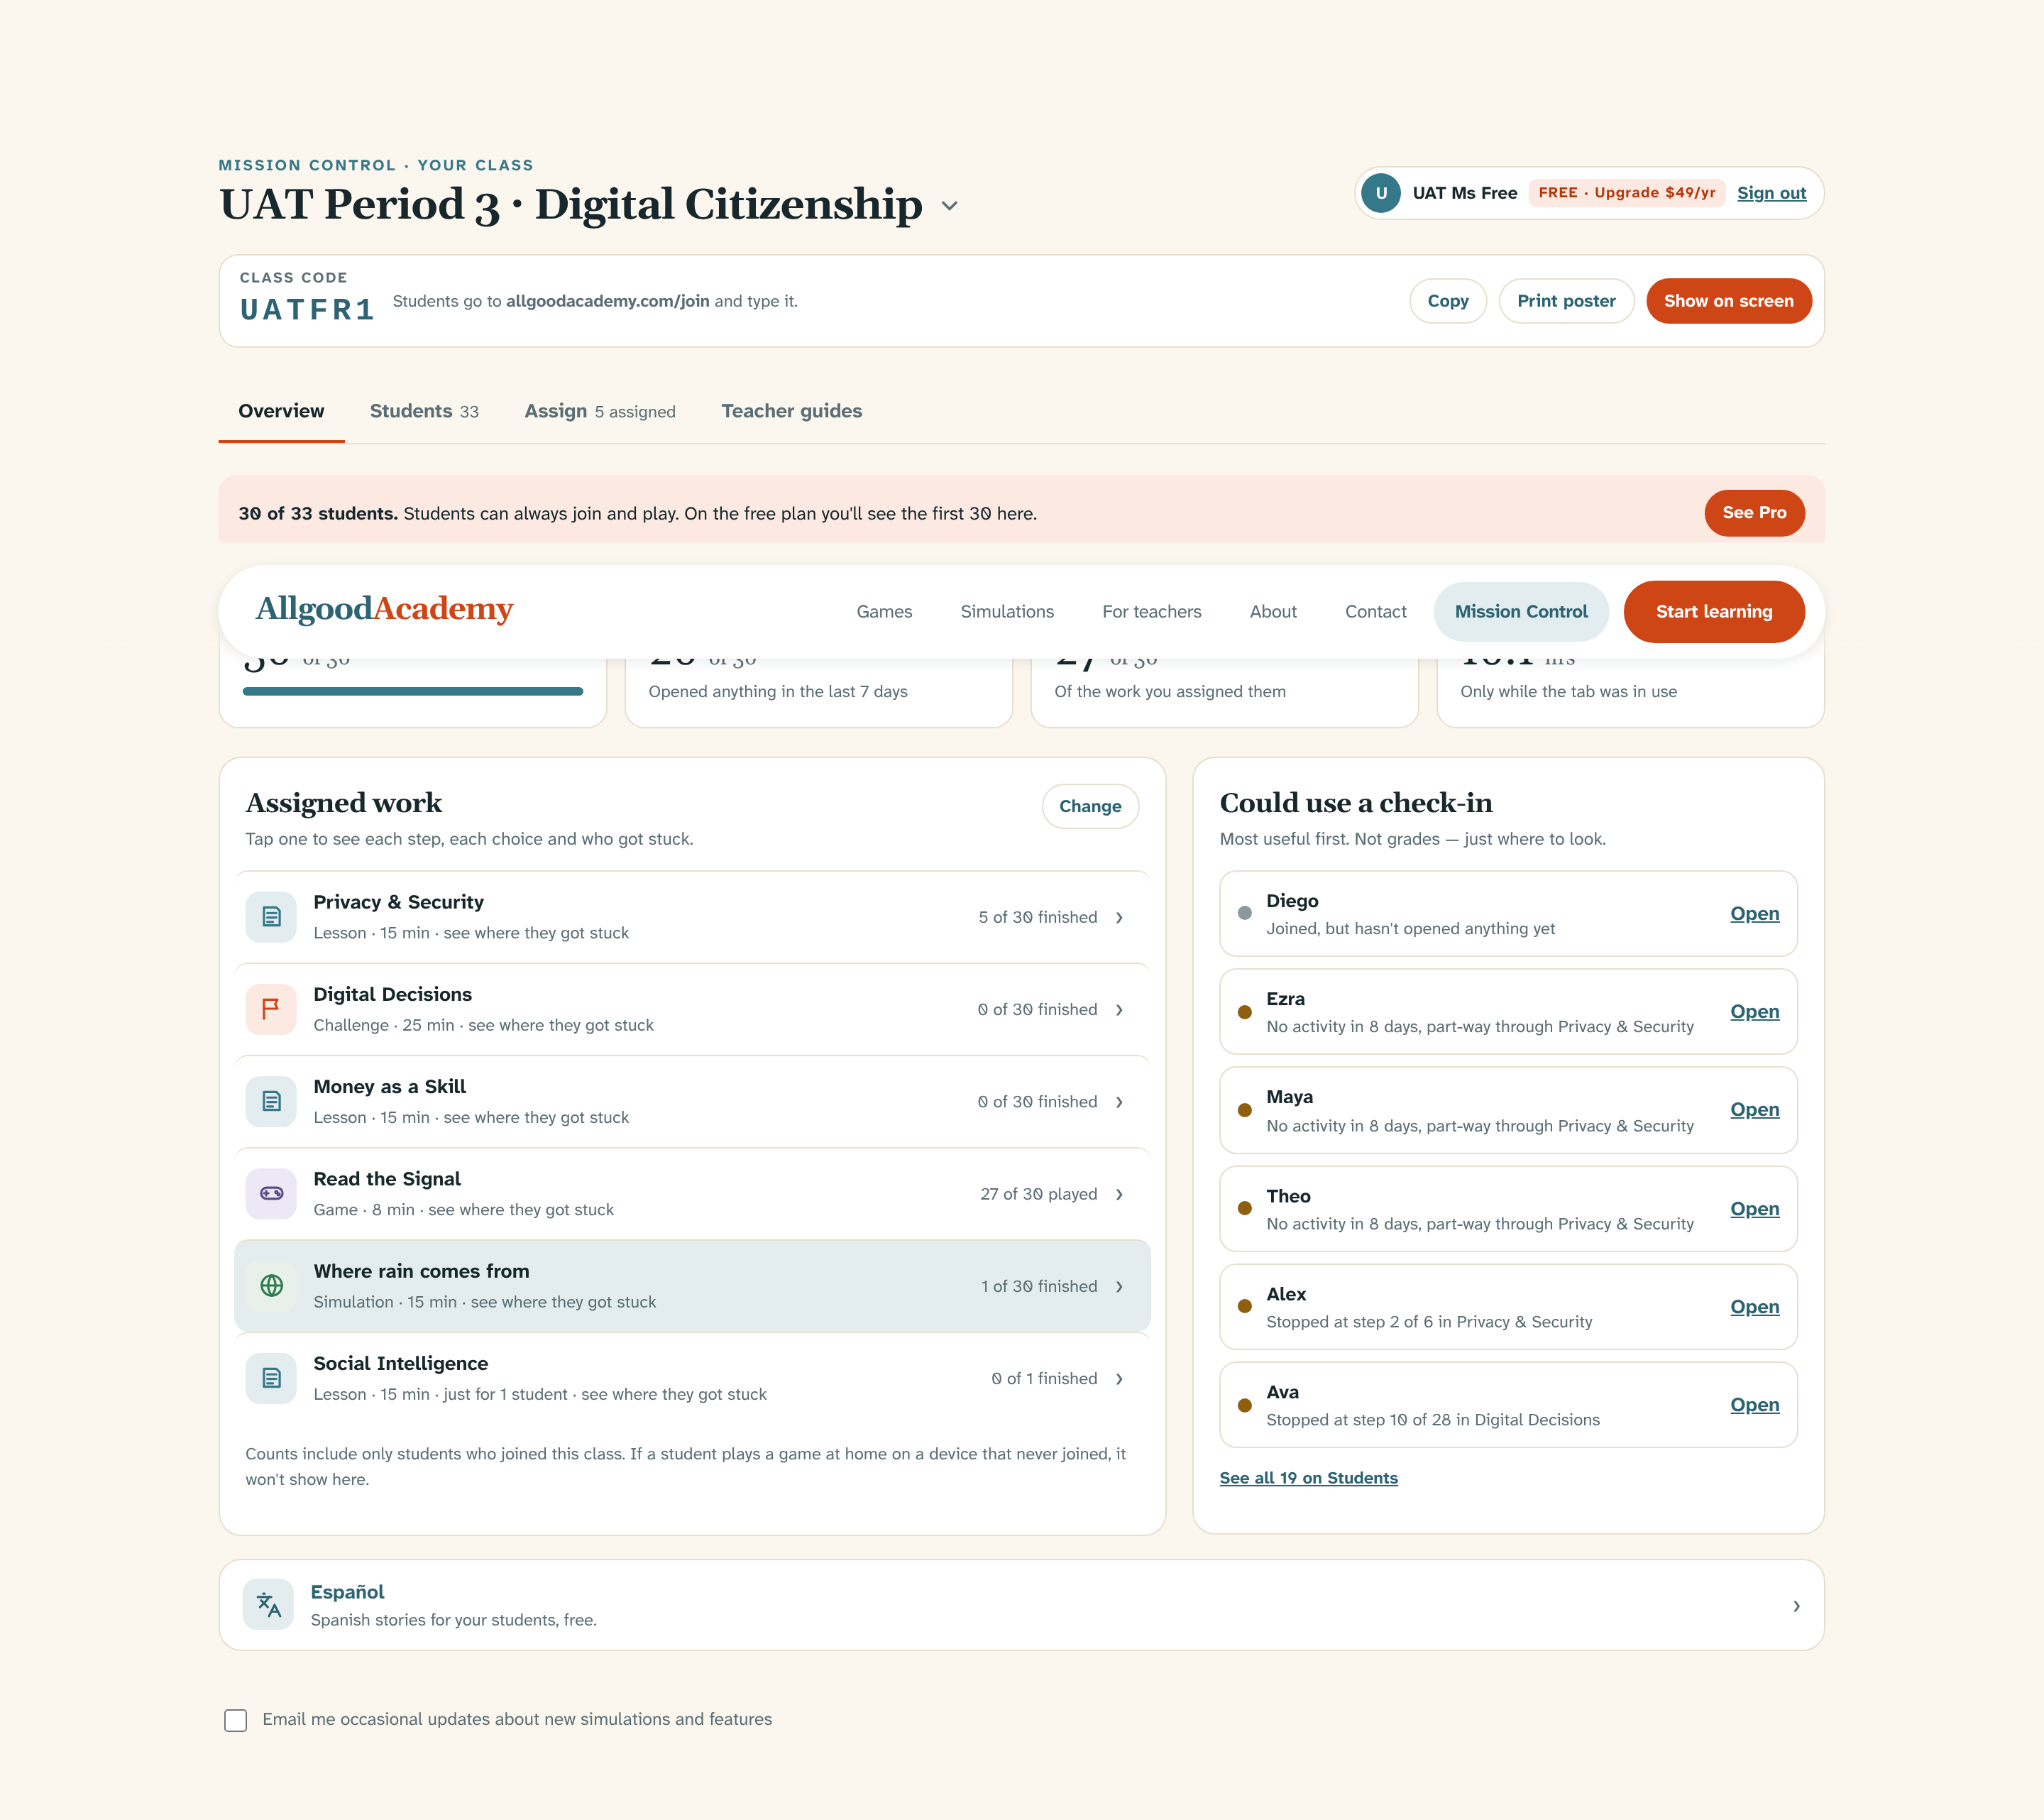 MISSION CONTROL · YOUR CLASS
UAT Period 3 · Digital Citizenship
U UAT Ms Free FREE · Upgrade $49/yr Sign out
CLASS CODE
UATFR1 Students go to allgoodacademy.com/join and type it.
Copy Print poster Show on screen
Overview Students 33 Assign 5 assigned Teacher guides
30 of 33 students. Students can always join and play. On the free plan you'll see the first 30 here.
See Pro
AllgoodAcademy Games Simulations For teachers About Contact Mission Control Start learning
of 30
of 30
Opened anything in the last 7 days
27 of 30
Of the work you assigned them
hrs
Only while the tab was in use
Assigned work
Change
Tap one to see each step, each choice and who got stuck.
Privacy & Security
Lesson · 15 min · see where they got stuck
5 of 30 finished
Digital Decisions
Challenge · 25 min · see where they got stuck
0 of 30 finished
Money as a Skill
Lesson · 15 min · see where they got stuck
0 of 30 finished
Read the Signal
Game · 8 min · see where they got stuck
27 of 30 played
Where rain comes from
Simulation · 15 min · see where they got stuck
1 of 30 finished
Social Intelligence
Lesson · 15 min · just for 1 student · see where they got stuck
0 of 1 finished
Counts include only students who joined this class. If a student plays a game at home on a device that never joined, it
won't show here.
Could use a check-in
Most useful first. Not grades — just where to look.
Diego
Joined, but hasn't opened anything yet
Open
Ezra
No activity in 8 days, part-way through Privacy & Security
Open
Maya
No activity in 8 days, part-way through Privacy & Security
Open
Theo
No activity in 8 days, part-way through Privacy & Security
Open
Alex
Stopped at step 2 of 6 in Privacy & Security
Open
Ava
Stopped at step 10 of 28 in Digital Decisions
Open
See all 19 on Students
Español
Spanish stories for your students, free.
Email me occasional updates about new simulations and features